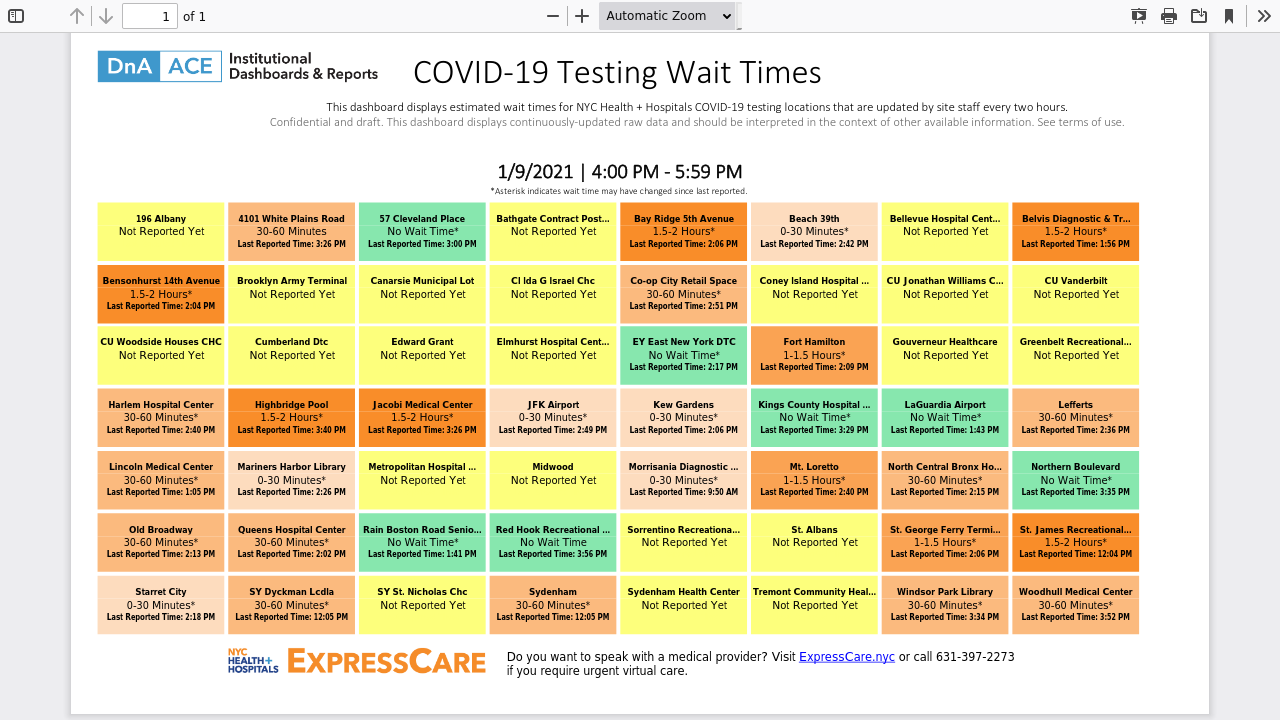 1 of 1 Automatic Zoom
DnA ACE Institutional Dashboards & Reports
COVID-19 Testing Wait Times
This dashboard displays estimated wait times for NYC Health + Hospitals COVID-19 testing locations that are updated by site staff every two hours.
Confidential and draft. This dashboard displays continuously-updated raw data and should be interpreted in the context of other available information. See terms of use.
1/9/2021 | 4:00 PM - 5:59 PM
*Asterisk indicates wait time may have changed since last reported.
196 Albany
Not Reported Yet
4101 White Plains Road
30-60 Minutes
Last Reported Time: 3:26 PM
57 Cleveland Place
No Wait Time*
Last Reported Time: 3:00 PM
Bathgate Contract Post...
Not Reported Yet
Bay Ridge 5th Avenue
1.5-2 Hours*
Last Reported Time: 2:06 PM
Beach 39th
0-30 Minutes*
Last Reported Time: 2:42 PM
Bellevue Hospital Cent...
Not Reported Yet
Belvis Diagnostic & Tr...
1.5-2 Hours*
Last Reported Time: 1:56 PM
Bensonhurst 14th Avenue
1.5-2 Hours*
Last Reported Time: 2:04 PM
Brooklyn Army Terminal
Not Reported Yet
Canarsie Municipal Lot
Not Reported Yet
Cl Ida G Israel Chc
Not Reported Yet
Co-op City Retail Space
30-60 Minutes*
Last Reported Time: 2:51 PM
Coney Island Hospital ...
Not Reported Yet
CU Jonathan Williams C...
Not Reported Yet
CU Vanderbilt
Not Reported Yet
CU Woodside Houses CHC
Not Reported Yet
Cumberland Dtc
Not Reported Yet
Edward Grant
Not Reported Yet
Elmhurst Hospital Cent...
Not Reported Yet
EY East New York DTC
No Wait Time*
Last Reported Time: 2:17 PM
Fort Hamilton
1-1.5 Hours*
Last Reported Time: 2:09 PM
Gouverneur Healthcare
Not Reported Yet
Greenbelt Recreational...
Not Reported Yet
Harlem Hospital Center
30-60 Minutes*
Last Reported Time: 2:40 PM
Highbridge Pool
1.5-2 Hours*
Last Reported Time: 3:40 PM
Jacobi Medical Center
1.5-2 Hours*
Last Reported Time: 3:26 PM
JFK Airport
0-30 Minutes*
Last Reported Time: 2:49 PM
Kew Gardens
0-30 Minutes*
Last Reported Time: 2:06 PM
Kings County Hospital ...
No Wait Time*
Last Reported Time: 3:29 PM
LaGuardia Airport
No Wait Time*
Last Reported Time: 1:43 PM
Lefferts
30-60 Minutes*
Last Reported Time: 2:36 PM
Lincoln Medical Center
30-60 Minutes*
Last Reported Time: 1:05 PM
Mariners Harbor Library
0-30 Minutes*
Last Reported Time: 2:26 PM
Metropolitan Hospital ...
Not Reported Yet
Midwood
Not Reported Yet
Morrisania Diagnostic ...
0-30 Minutes*
Last Reported Time: 9:50 AM
Mt. Loretto
1-1.5 Hours*
Last Reported Time: 2:40 PM
North Central Bronx Ho...
30-60 Minutes*
Last Reported Time: 2:15 PM
Northern Boulevard
No Wait Time*
Last Reported Time: 3:35 PM
Old Broadway
30-60 Minutes*
Last Reported Time: 2:13 PM
Queens Hospital Center
30-60 Minutes*
Last Reported Time: 2:02 PM
Rain Boston Road Senio...
No Wait Time*
Last Reported Time: 1:41 PM
Red Hook Recreational ...
No Wait Time
Last Reported Time: 3:56 PM
Sorrentino Recreationa...
Not Reported Yet
St. Albans
Not Reported Yet
St. George Ferry Termi...
1-1.5 Hours*
Last Reported Time: 2:06 PM
St. James Recreational...
1.5-2 Hours*
Last Reported Time: 12:04 PM
Starret City
0-30 Minutes*
Last Reported Time: 2:18 PM
SY Dyckman Lcdla
30-60 Minutes*
Last Reported Time: 12:05 PM
SY St. Nicholas Chc
Not Reported Yet
Sydenham
30-60 Minutes*
Last Reported Time: 12:05 PM
Sydenham Health Center
Not Reported Yet
Tremont Community Heal...
Not Reported Yet
Windsor Park Library
30-60 Minutes*
Last Reported Time: 3:34 PM
Woodhull Medical Center
30-60 Minutes*
Last Reported Time: 3:52 PM
NYC
HEALTH+
HOSPITALS
EXPRESSCARE
Do you want to speak with a medical provider? Visit ExpressCare.nyc or call 631-397-2273
if you require urgent virtual care.